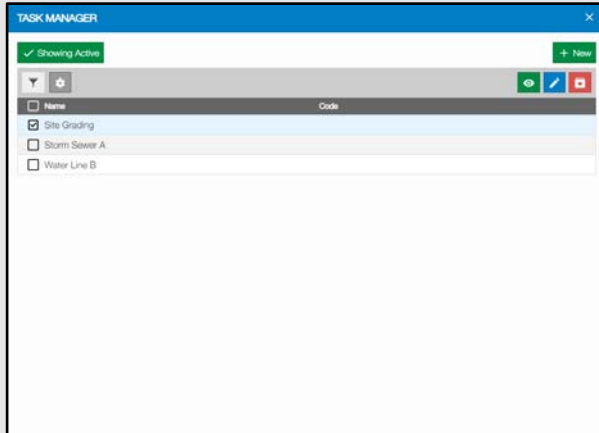 TASK MANAGER
Showing Active
New
Name Code
Site Grading
Storm Sewer A
Water Line B